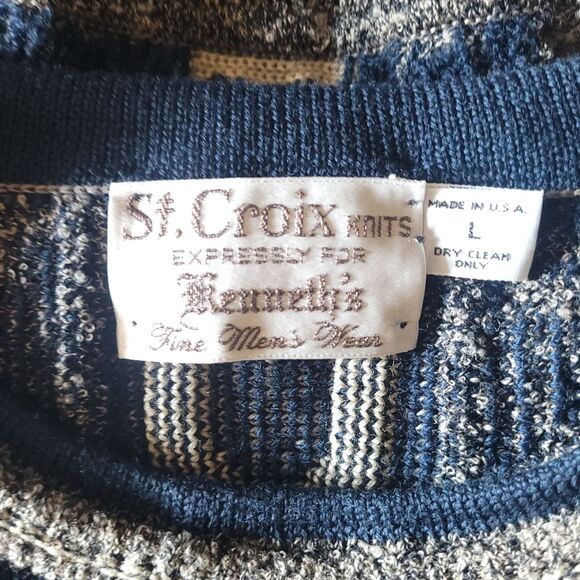 St. Croix KNITS
EXPRESSLY FOR
Kenneth's
Fine Men's Wear
MADE IN U.S.A.
L
DRY CLEAN
ONLY